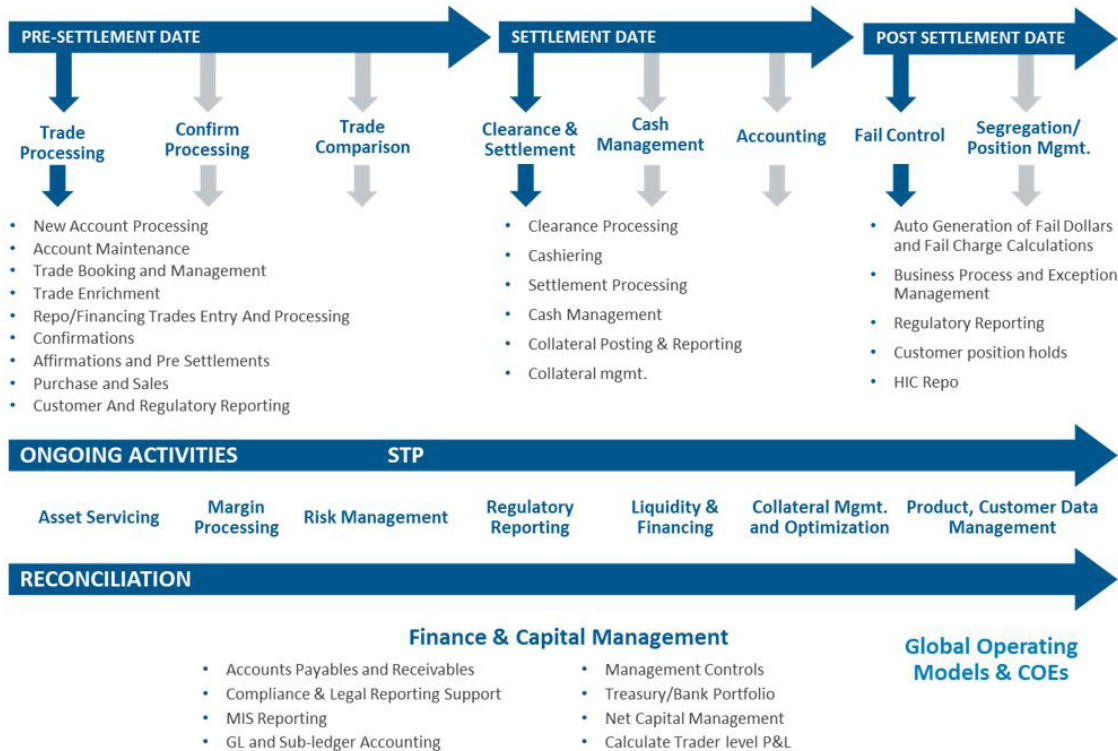 PRE-SETTLEMENT DATE
SETTLEMENT DATE
POST SETTLEMENT DATE
Trade
Processing
Confirm
Processing
Trade
Comparison
Clearance &
Settlement
Cash
Management
Accounting
Fail Control
Segregation/
Position Mgmt.
• New Account Processing
• Account Maintenance
• Trade Booking and Management
• Trade Enrichment
• Repo/Financing Trades Entry And Processing
• Confirmations
• Affirmations and Pre Settlements
• Purchase and Sales
• Customer And Regulatory Reporting
• Clearance Processing
• Cashiering
• Settlement Processing
• Cash Management
• Collateral Posting & Reporting
• Collateral mgmt.
• Auto Generation of Fail Dollars
and Fail Charge Calculations
• Business Process and Exception
Management
• Regulatory Reporting
• Customer position holds
• HIC Repo
ONGOING ACTIVITIES
STP
Asset Servicing
Margin
Processing
Risk Management
Regulatory
Reporting
Liquidity &
Financing
Collateral Mgmt.
and Optimization
Product, Customer Data
Management
RECONCILIATION
Finance & Capital Management
• Accounts Payables and Receivables
• Compliance & Legal Reporting Support
• MIS Reporting
• GL and Sub-ledger Accounting
• Management Controls
• Treasury/Bank Portfolio
• Net Capital Management
• Calculate Trader level P&L
Global Operating
Models & COEs